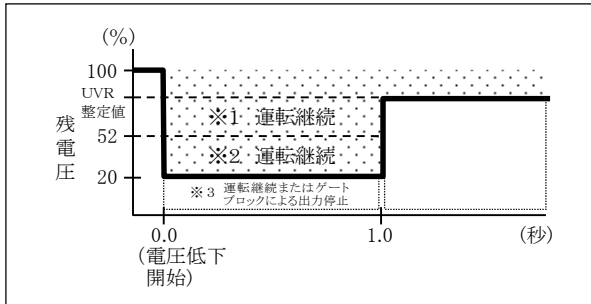 (%)
100
UVR
整定値
残電圧
※1 運転継続
52
※2 運転継続
20
※3 運転継続またはゲート
ブロックによる出力停止
0.0
1.0
(秒)
(電圧低下
開始)